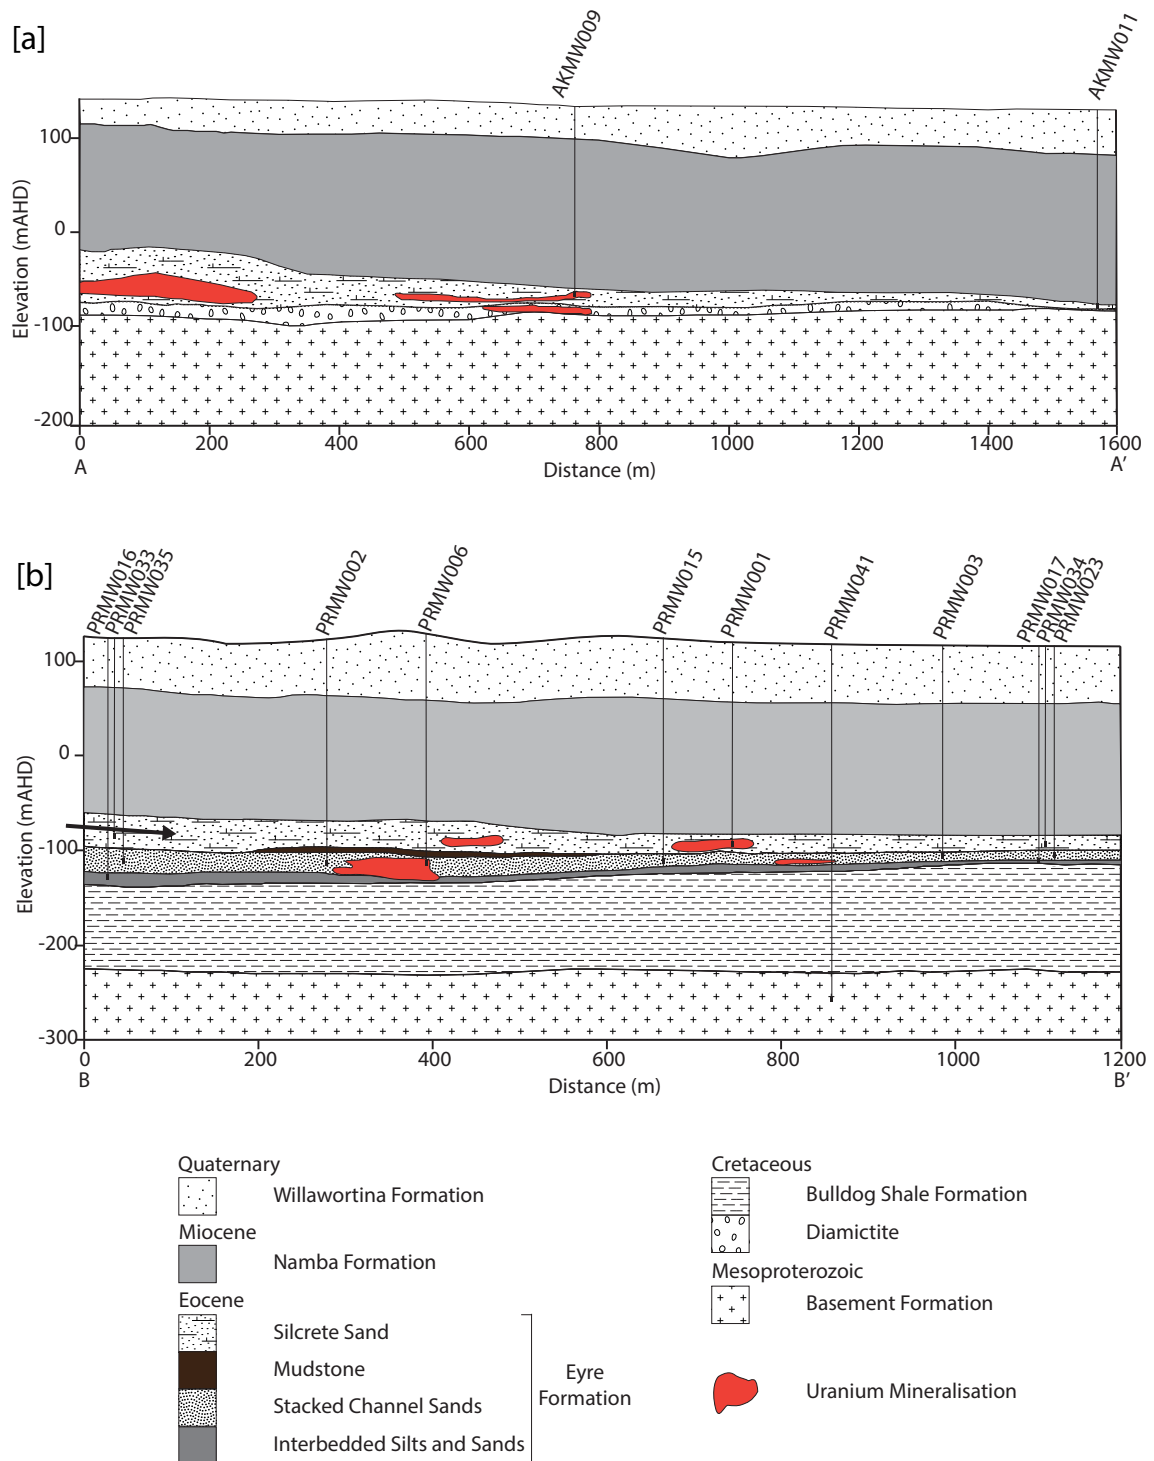 [a]
AKMW009
AKMW011
Elevation (mAHD)
100
0
-100
-200
0 200 400 600 800 1000 1200 1400 1600
A Distance (m) A'
[b]
PRMW016
PRMW033
PRMW035
PRMW002
PRMW006
PRMW015
PRMW001
PRMW041
PRMW003
PRMW017
PRMW034
PRMW023
Elevation (mAHD)
100
0
-100
-200
-300
0 200 400 600 800 1000 1200
B Distance (m) B'
Quaternary
Willawortina Formation
Miocene
Namba Formation
Eocene
Silcrete Sand
Mudstone
Stacked Channel Sands
Interbedded Silts and Sands
Eyre
Formation
Cretaceous
Bulldog Shale Formation
Diamictite
Mesoproterozoic
Basement Formation
Uranium Mineralisation